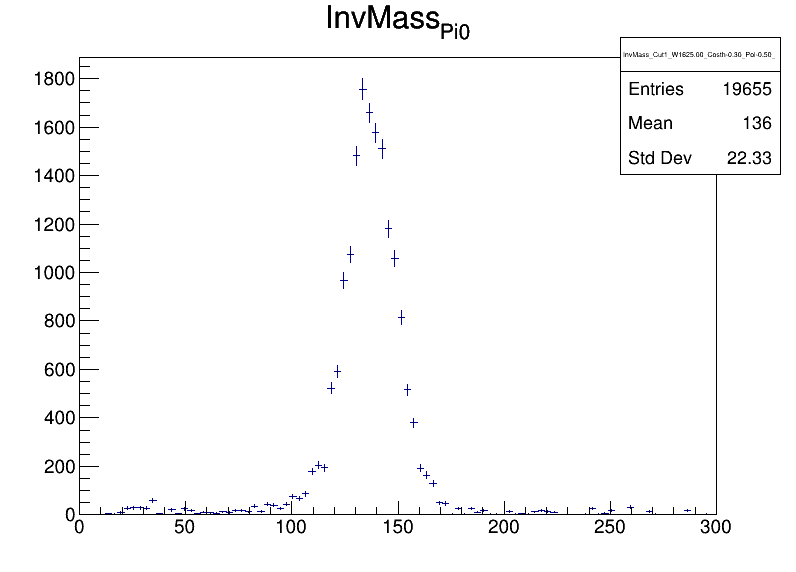 InvMassPi0
InvMass_Cut1_W1625.00_Costh-0.30_Pol-0.50_
Entries 19655
Mean 136
Std Dev 22.33
1800
1600
1400
1200
1000
800
600
400
200
0
0 50 100 150 200 250 300